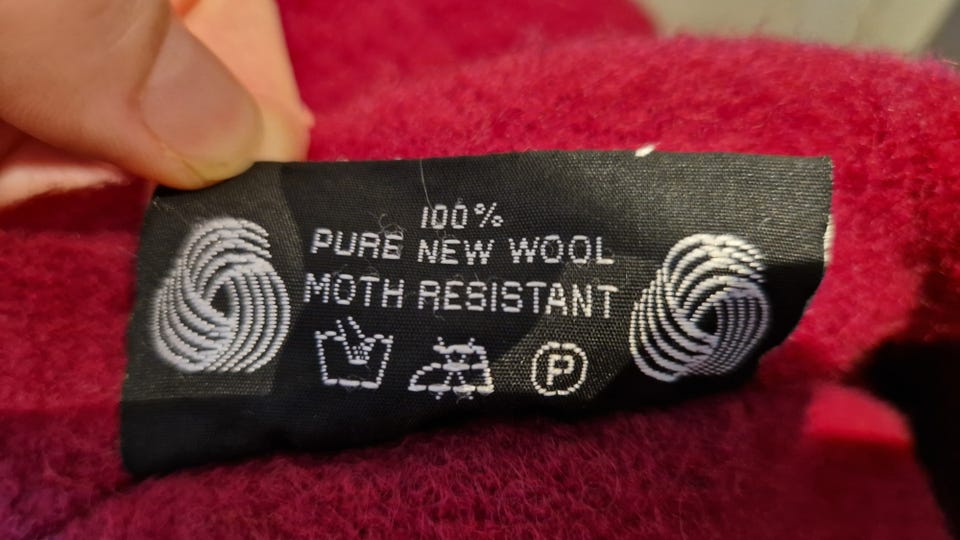 100%
PURE NEW WOOL
MOTH RESISTANT
P